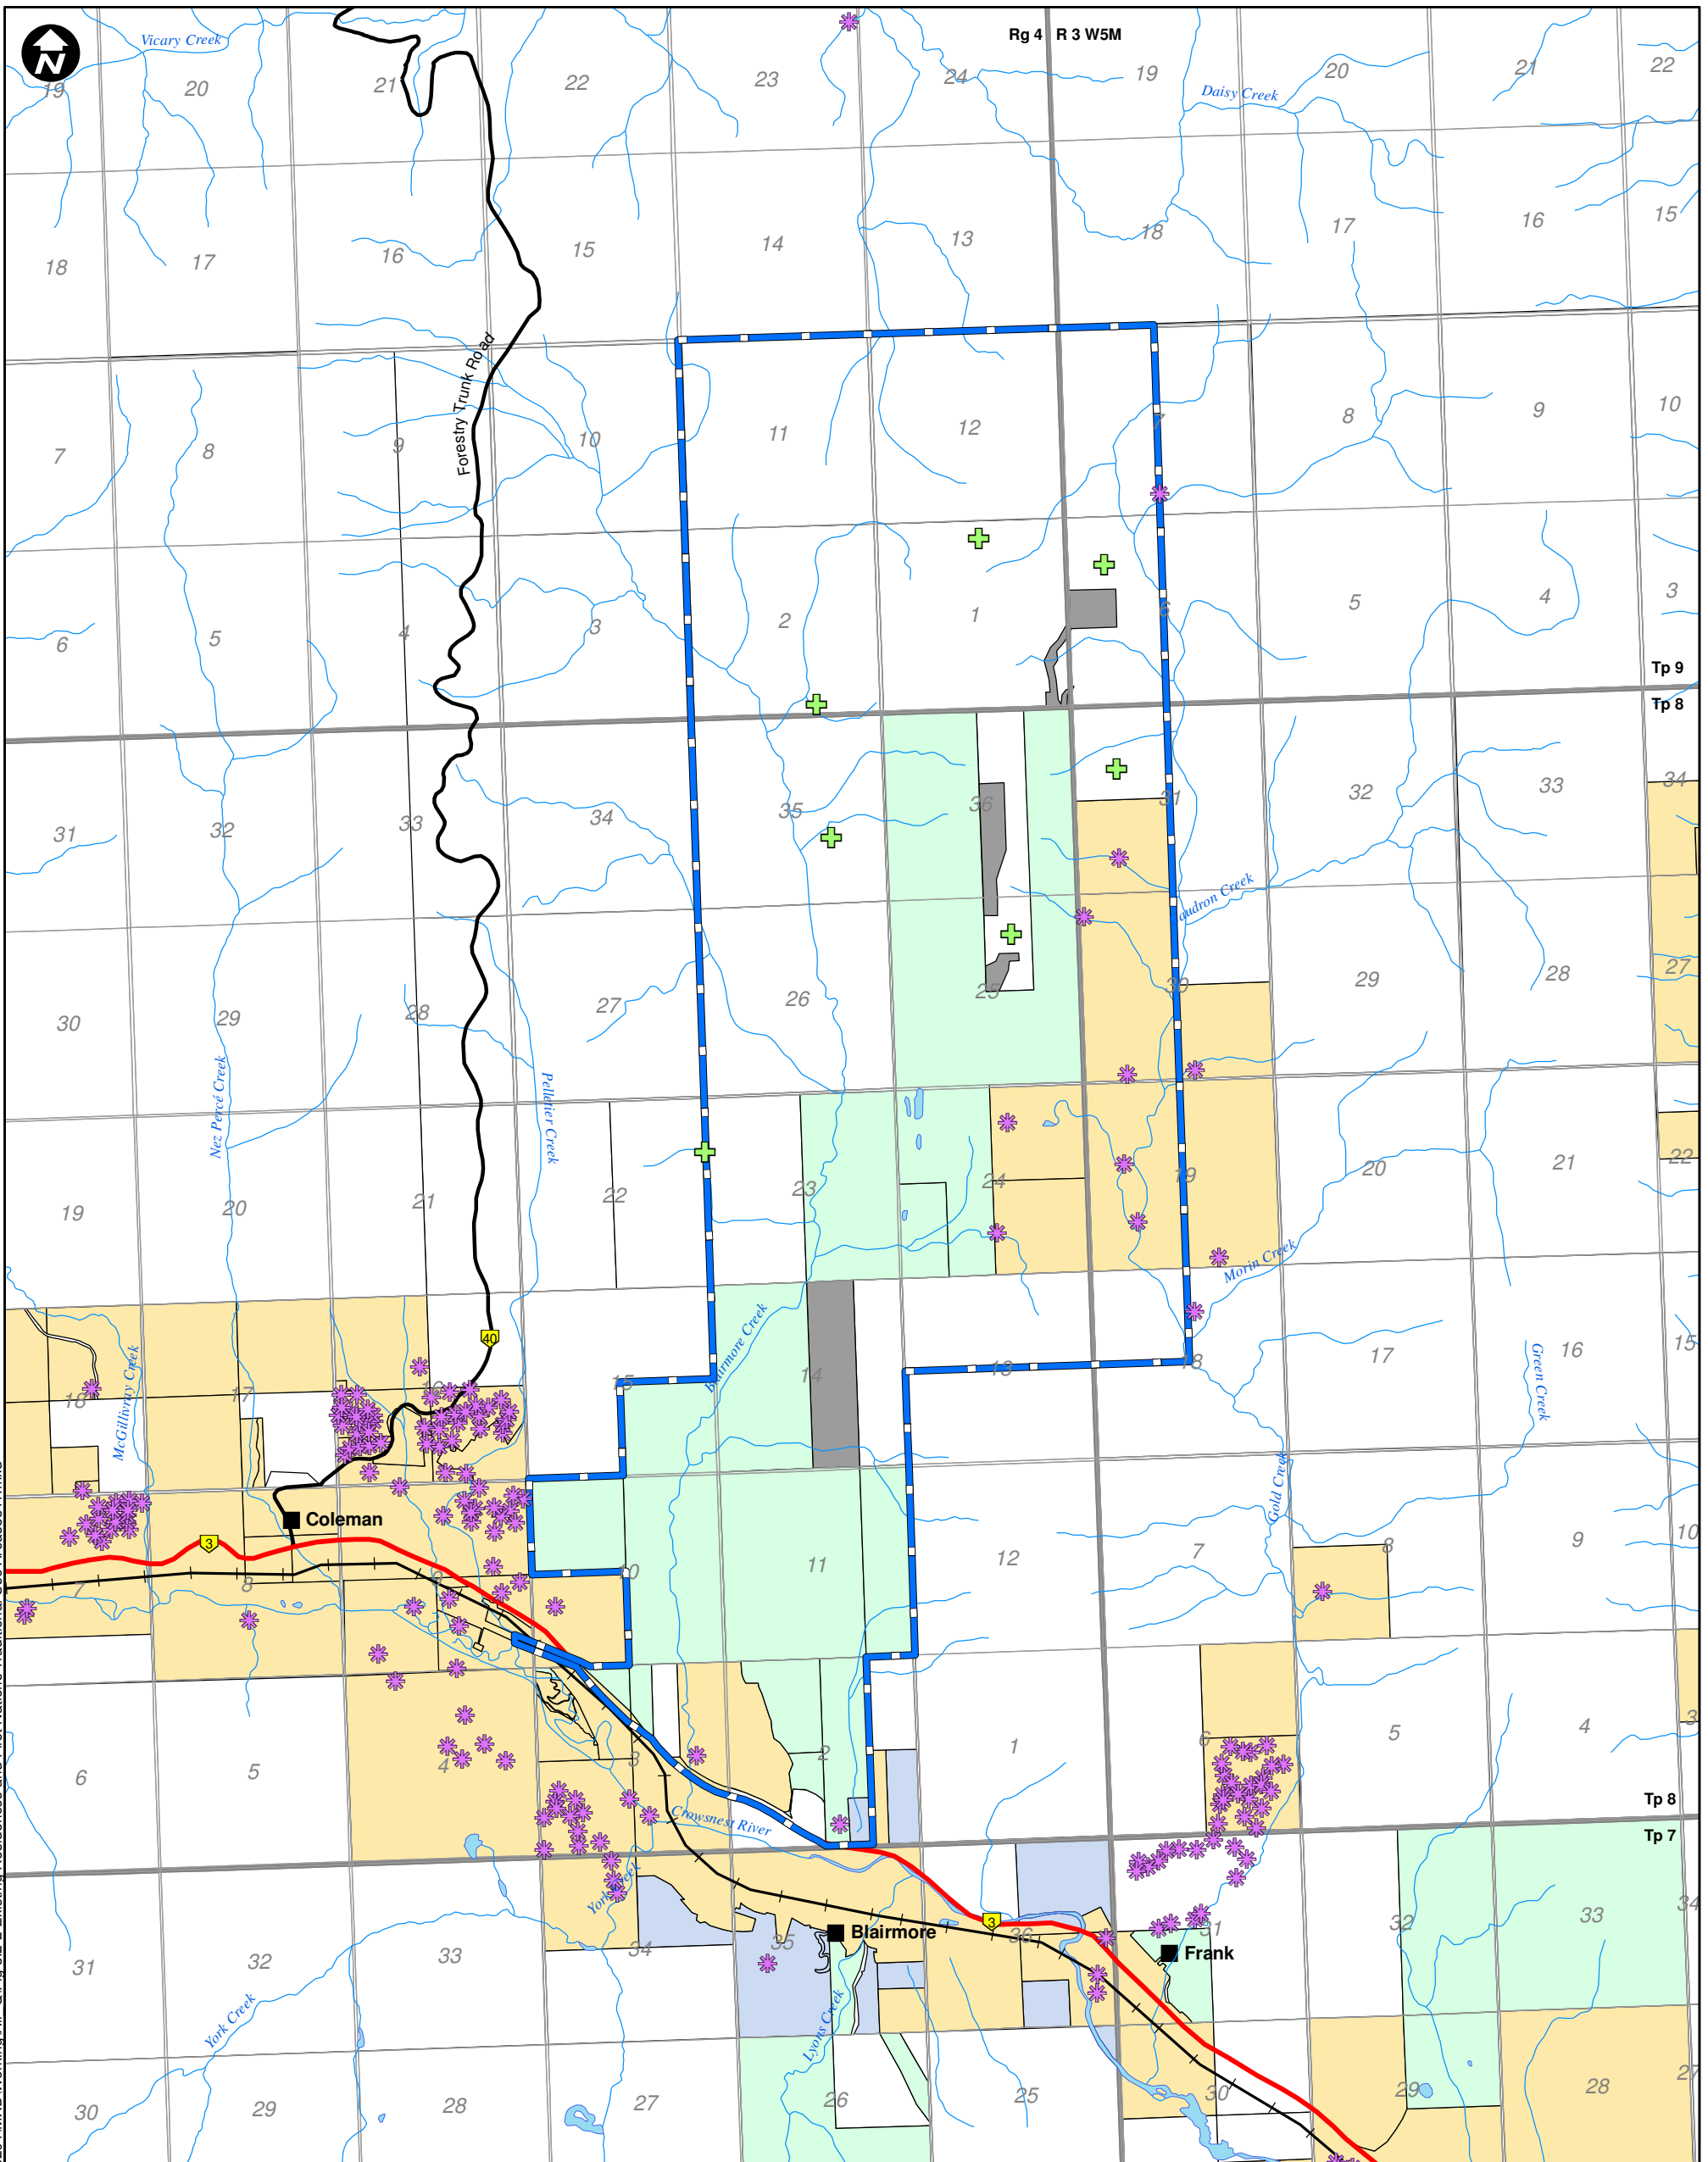 Rg 4 R 3 W5M
Vicary Creek
N
19 20 21 22 23 24 19 20 21 22
Daisy Creek
18 17 16 15 14 13 18 17 16 15
Forestry Trunk Road
7 8 9 10 11 12 7 8 9 10
6 5 4 3 2 1 6 5 4 3
Tp 9
Tp 8
31 32 33 34 35 36 31 32 33 34
audron Creek
30 29 28 27 26 25 30 29 28 27
Nez Percé Creek
Pelletier Creek
19 20 21 22 23 24 19 20 21 22
Morin Creek
40
McGillivray Creek
Blairmore Creek
Green Creek
18 17 16 15 14 13 18 17 16 15
Gold Creek
Coleman
3
7 8 9 10 11 12 7 8 9 10
6 5 4 3 2 1 6 5 4 3
Crowsnest River
Tp 8
Tp 7
York Creek
3
Blairmore
Frank
31 32 33 34 35 36 31 32 33 34
York Creek
Lyons Creek
30 29 28 27 26 25 30 29 28 27